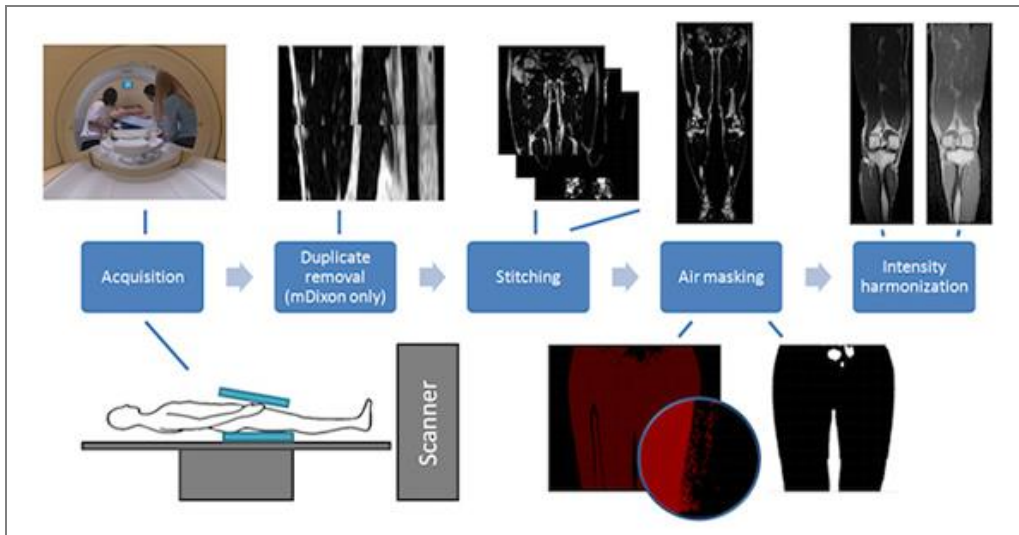 Acquisition
Duplicate
removal
(mDixon only)
Stitching
Air masking
Intensity
harmonization
Scanner